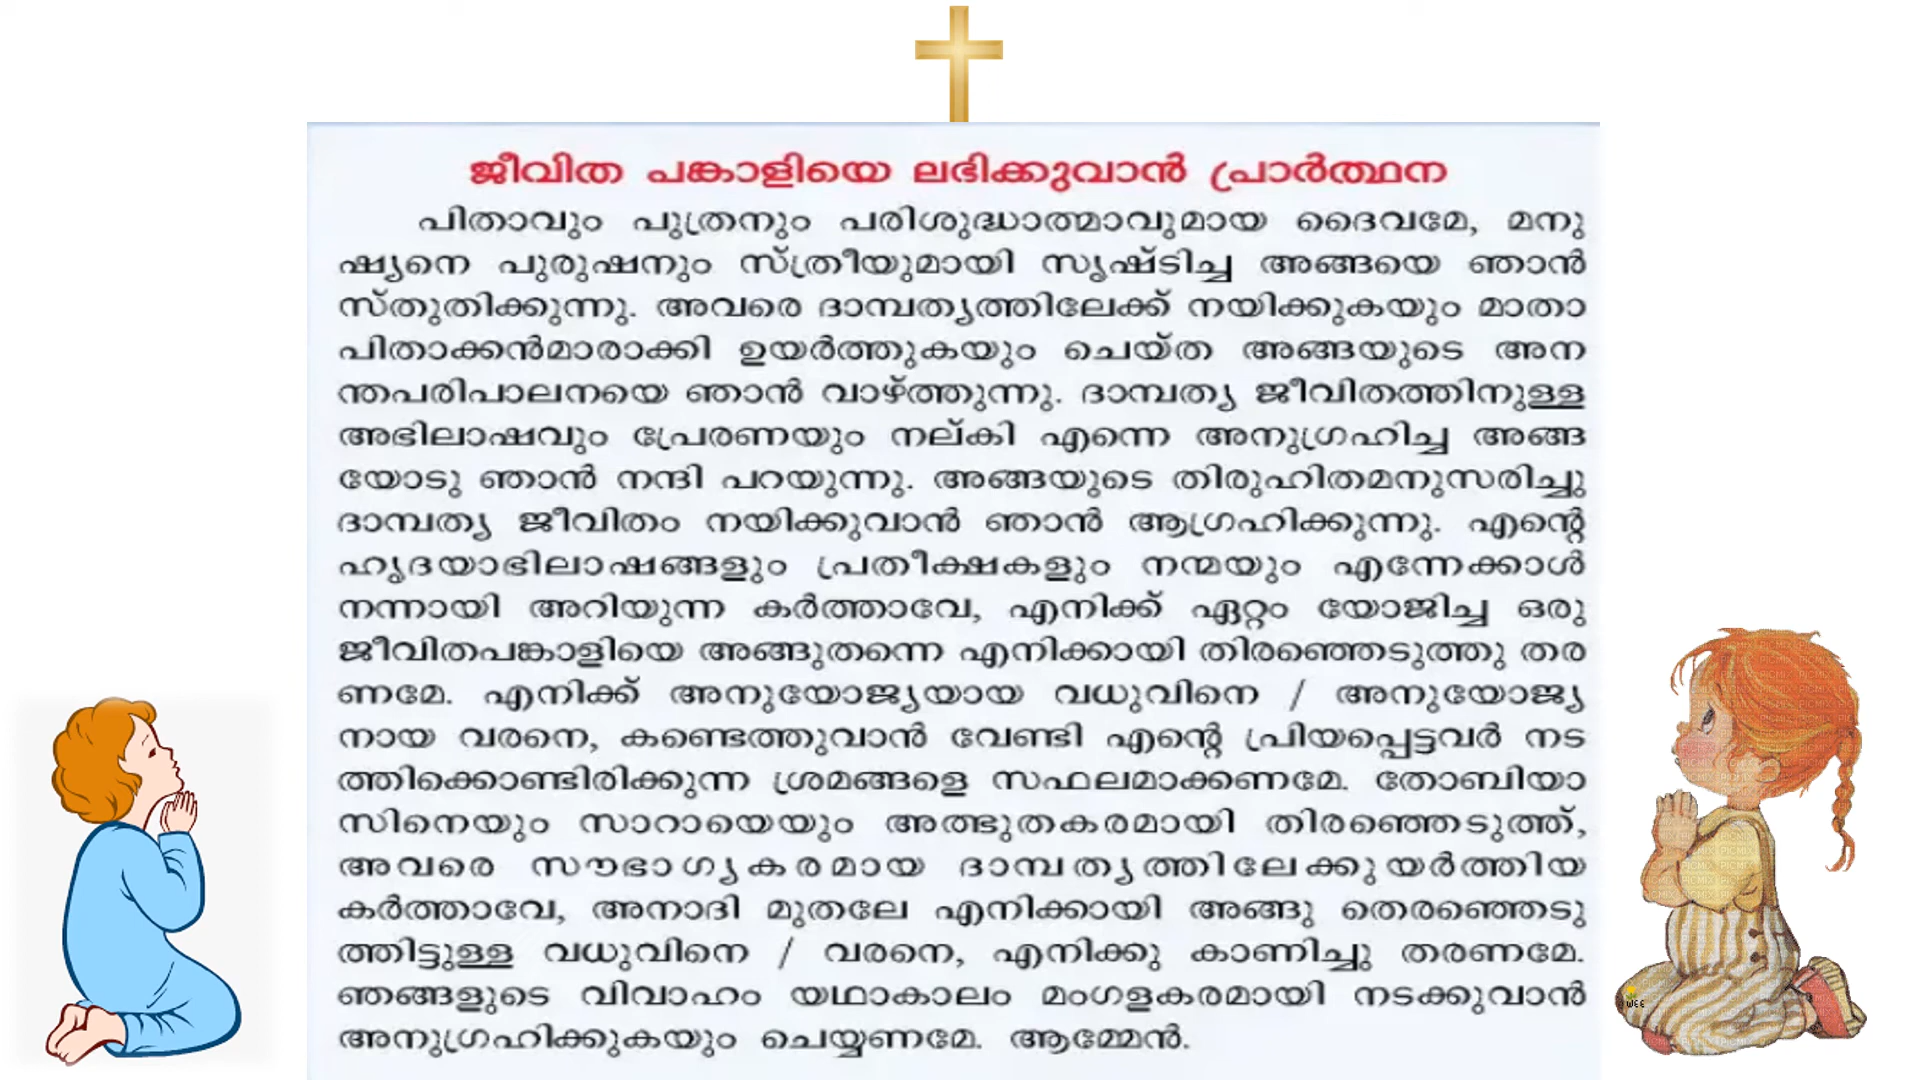 ജീവിത പങ്കാളിയെ ലഭിക്കുവാൻ പ്രാർത്ഥന
പിതാവും പുത്രനും പരിശുദ്ധാത്മാവുമായ ദൈവമേ, മനു
ഷ്യനെ പുരുഷനും സ്ത്രീയുമായി സൃഷ്ടിച്ച അങ്ങയെ ഞാൻ
സ്തുതിക്കുന്നു. അവരെ ദാമ്പത്യത്തിലേക്ക് നയിക്കുകയും മാതാ
പിതാക്കൻമാരാക്കി ഉയർത്തുകയും ചെയ്ത അങ്ങയുടെ അന
ന്തപരിപാലനയെ ഞാൻ വാഴ്ത്തുന്നു. ദാമ്പത്യ ജീവിതത്തിനുള്ള
അഭിലാഷവും പ്രേരണയും നല്കി എന്നെ അനുഗ്രഹിച്ച അങ്ങ
യോടു ഞാൻ നന്ദി പറയുന്നു. അങ്ങയുടെ തിരുഹിതമനുസരിച്ചു
ദാമ്പത്യ ജീവിതം നയിക്കുവാൻ ഞാൻ ആഗ്രഹിക്കുന്നു. എന്റെ
ഹൃദയാഭിലാഷങ്ങളും പ്രതീക്ഷകളും നന്മയും എന്നേക്കാൾ
നന്നായി അറിയുന്ന കർത്താവേ, എനിക്ക് ഏറ്റം യോജിച്ച ഒരു
ജീവിതപങ്കാളിയെ അങ്ങുതന്നെ എനിക്കായി തിരഞ്ഞെടുത്തു തര
ണമേ. എനിക്ക് അനുയോജ്യയായ വധുവിനെ / അനുയോജ്യ
നായ വരനെ, കണ്ടെത്തുവാൻ വേണ്ടി എന്റെ പ്രിയപ്പെട്ടവർ നട
ത്തിക്കൊണ്ടിരിക്കുന്ന ശ്രമങ്ങളെ സഫലമാക്കണമേ. തോബിയാ
സിനെയും സാറായെയും അത്ഭുതകരമായി തിരഞ്ഞെടുത്ത്,
അവരെ സൗഭാഗ്യകരമായ ദാമ്പത്യത്തിലേക്കുയർത്തിയ
കർത്താവേ, അനാദി മുതലേ എനിക്കായി അങ്ങു തെരഞ്ഞെടു
ത്തിട്ടുള്ള വധുവിനെ / വരനെ, എനിക്കു കാണിച്ചു തരണമേ.
ഞങ്ങളുടെ വിവാഹം യഥാകാലം മംഗളകരമായി നടക്കുവാൻ
അനുഗ്രഹിക്കുകയും ചെയ്യണമേ. ആമ്മേൻ.